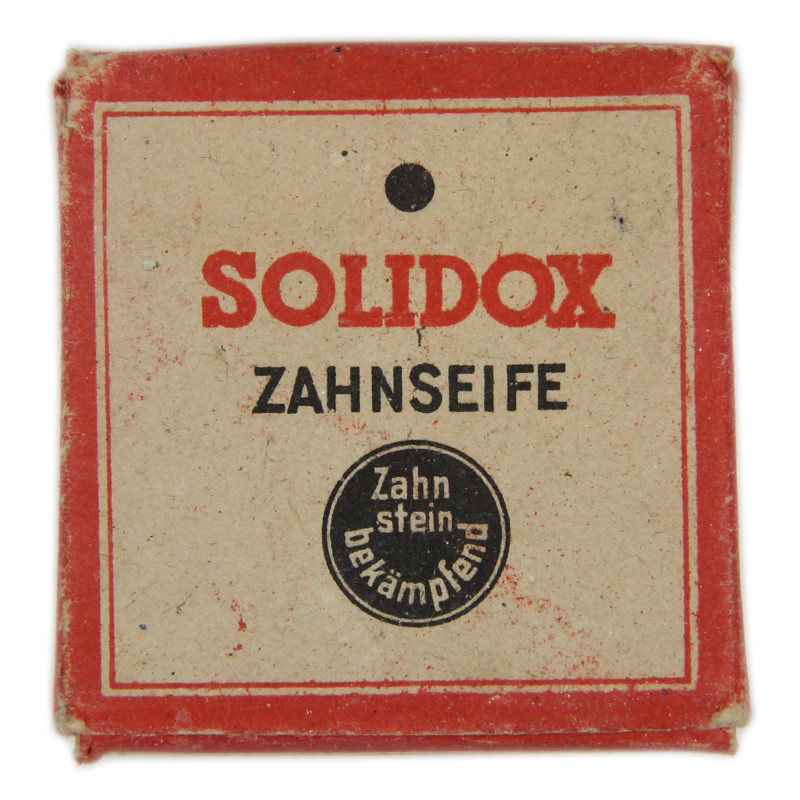 SOLIDOX
ZAHNSEIFE
Zahn
stein
bekämpfend